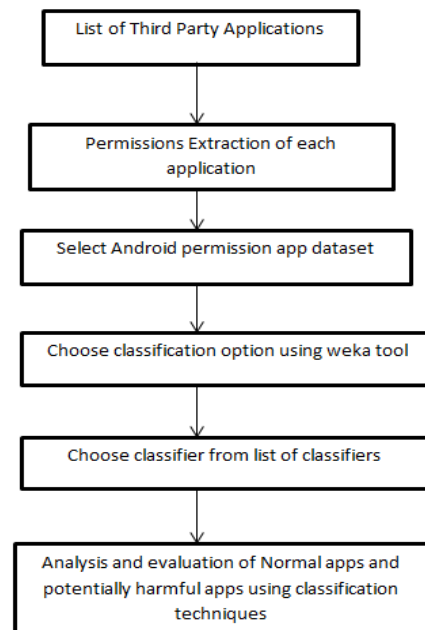 List of Third Party Applications
Permissions Extraction of each
application
Select Android permission app dataset
Choose classification option using weka tool
Choose classifier from list of classifiers
Analysis and evaluation of Normal apps and
potentially harmful apps using classification
techniques